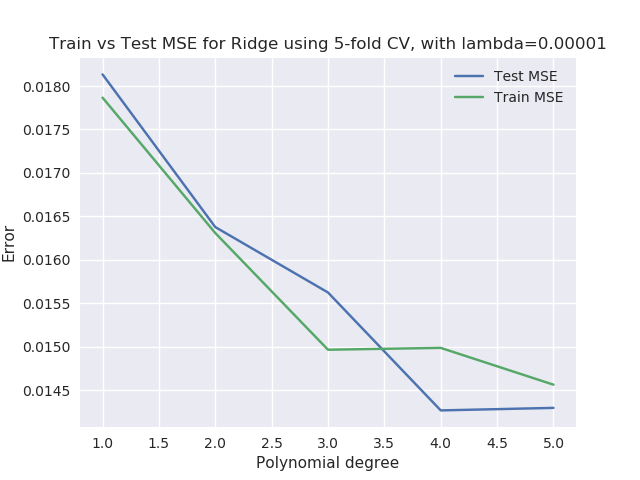 Train vs Test MSE for Ridge using 5-fold CV, with lambda=0.00001
Test MSE
Train MSE
0.0180
0.0175
0.0170
0.0165
0.0160
0.0155
0.0150
0.0145
Error
1.0 1.5 2.0 2.5 3.0 3.5 4.0 4.5 5.0
Polynomial degree